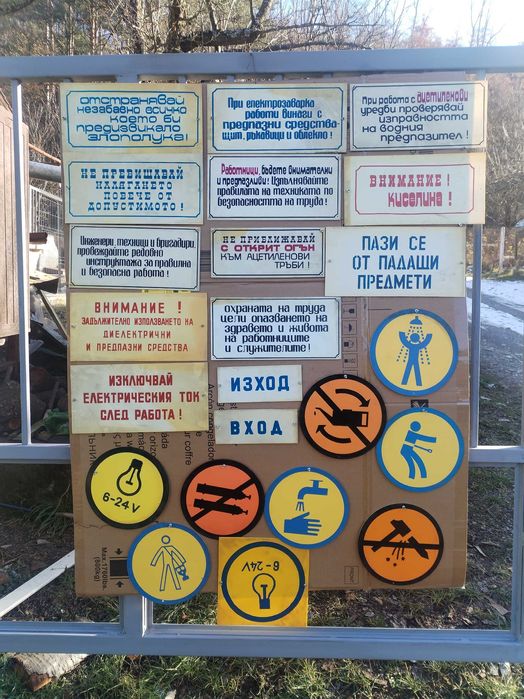 отстранявай
незабавно всичко
което би
предизвикало
злополука!
При електрозаварка
работи винаги с
предпазни средства-
щит, ръкавици и облекло!
При работа с ацетиленови
уредби проверявай
изправността
на водния
предпазител!
НЕ ПРЕВИШАВАЙ
НАЛЯГАНЕТО
ПОВЕЧЕ ОТ
ДОПУСТИМОТО!
Работници, бъдете внимателни
и предпазливи! Изпълнявайте
правилата на техниката по
безопасността на труда!
ВНИМАНИЕ!
киселина!
Инженери, техници и бригадири,
провеждайте редовно
инструктажа за правилна
и безопасна работа!
НЕ ПРИБЛИЖАВАЙ
С ОТКРИТ ОГЪН
КЪМ АЦЕТИЛЕНОВИ
ТРЪБИ!
ПАЗИ СЕ
ОТ ПАДАЩИ
ПРЕДМЕТИ
ВНИМАНИЕ!
ЗАДЪЛЖИТЕЛНО ИЗПОЛЗВАНЕТО НА
ДИЕЛЕКТРИЧНИ
И ПРЕДПАЗНИ СРЕДСТВА
охраната на труда
цели опазването на
здравето и живота
на работниците
и служителите!
ИЗКЛЮЧВАЙ
ЕЛЕКТРИЧЕСКИЯ ТОК
СЛЕД РАБОТА!
ИЗХОД
ВХОД
6-24V
6-24V